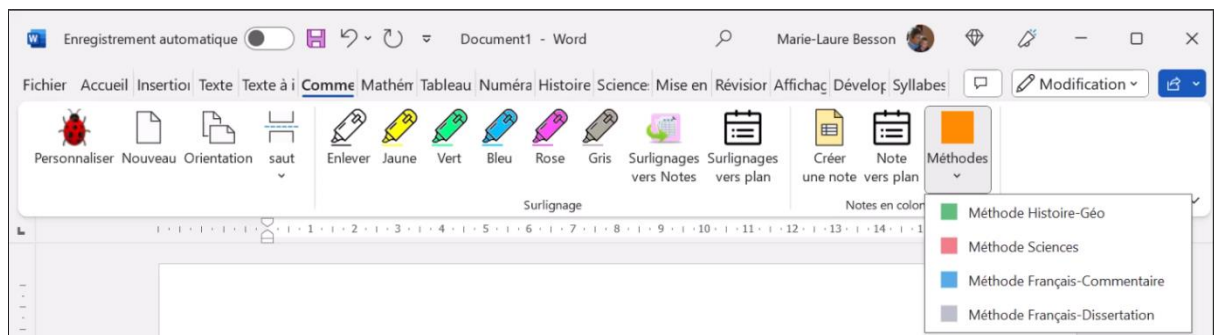 Enregistrement automatique Document1 - Word Marie-Laure Besson
Fichier Accueil Insertio Texte Texte à i Comme Mathém Tableau Numéra Histoire Science Mise en Révision Affichag Dévelop Syllabes Modification
Personnaliser Nouveau Orientation saut Enlever Jaune Vert Bleu Rose Gris Surlignages vers Notes Surlignages vers plan Créer une note Note vers plan Méthodes
Surlignage Notes en colon
1 2 3 4 5 6 7 8 9 10 11 12 13 14 1
Méthode Histoire-Géo
Méthode Sciences
Méthode Français-Commentaire
Méthode Français-Dissertation